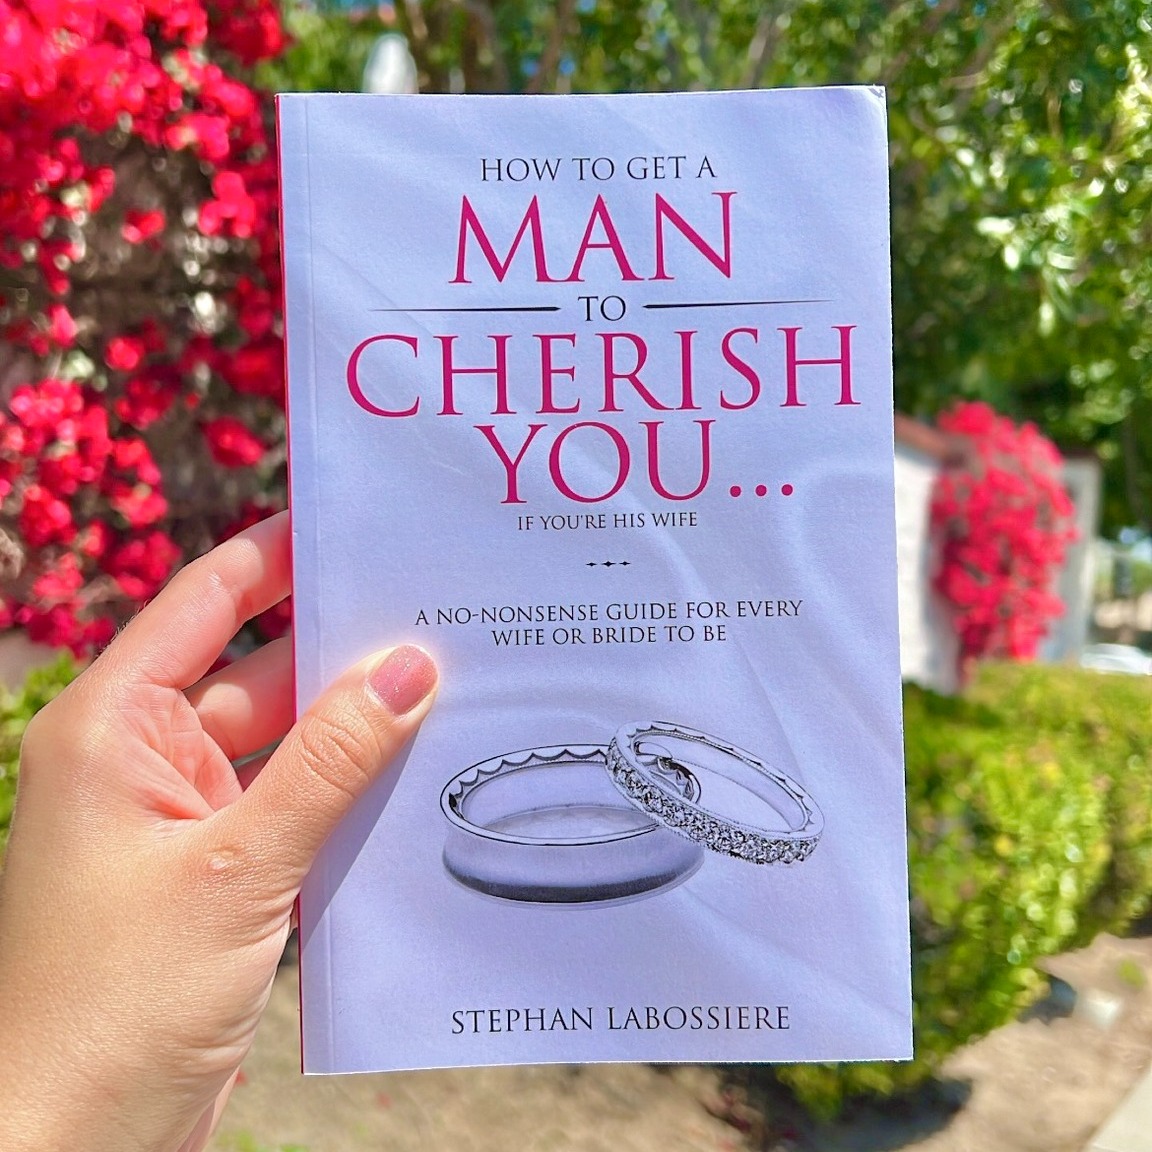 HOW TO GET A
MAN
TO
CHERISH
YOU...
IF YOU'RE HIS WIFE
A NO-NONSENSE GUIDE FOR EVERY
WIFE OR BRIDE TO BE
STEPHAN LABOSSIERE